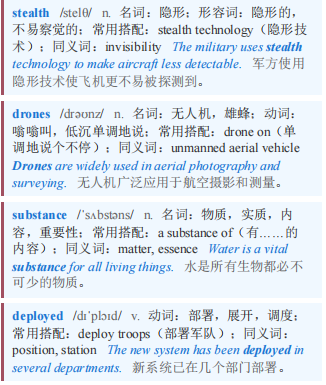 stealth /stelθ/ n. 名词：隐形；形容词：隐形的，
不易察觉的；常用搭配：stealth technology（隐形技
术）；同义词：invisibility The military uses stealth
technology to make aircraft less detectable. 军方使用
隐形技术使飞机更不易被探测到。
drones /drəʊnz/ n. 名词：无人机，雄蜂；动词：
嗡嗡叫，低沉单调地说；常用搭配：drone on（单
调地说个不停）；同义词：unmanned aerial vehicle
Drones are widely used in aerial photography and
surveying. 无人机广泛应用于航空摄影和测量。
substance /ˈsʌbstəns/ n. 名词：物质，实质，内
容，重要性；常用搭配：a substance of（有……的
内容）；同义词：matter, essence Water is a vital
substance for all living things. 水是所有生物都必不
可少的物质。
deployed /dɪˈplɔɪd/ v. 动词：部署，展开，调度；
常用搭配：deploy troops（部署军队）；同义词：
position, station The new system has been deployed in
several departments. 新系统已在几个部门部署。